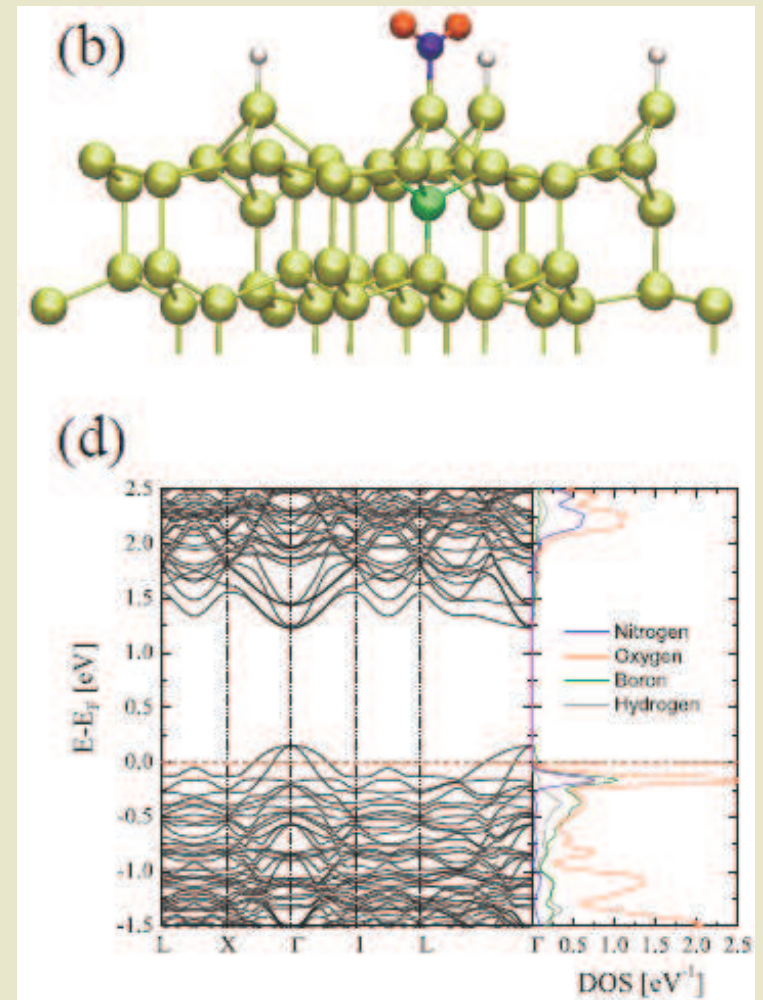 (b)
(d)
2.5
2.0
1.5
1.0
0.5
0.0
-0.5
-1.0
-1.5
E-E_F [eV]
L X Γ I L Γ
0.5 1.0 1.5 2.0 2.5
DOS [eV⁻¹]
Nitrogen
Oxygen
Boron
Hydrogen